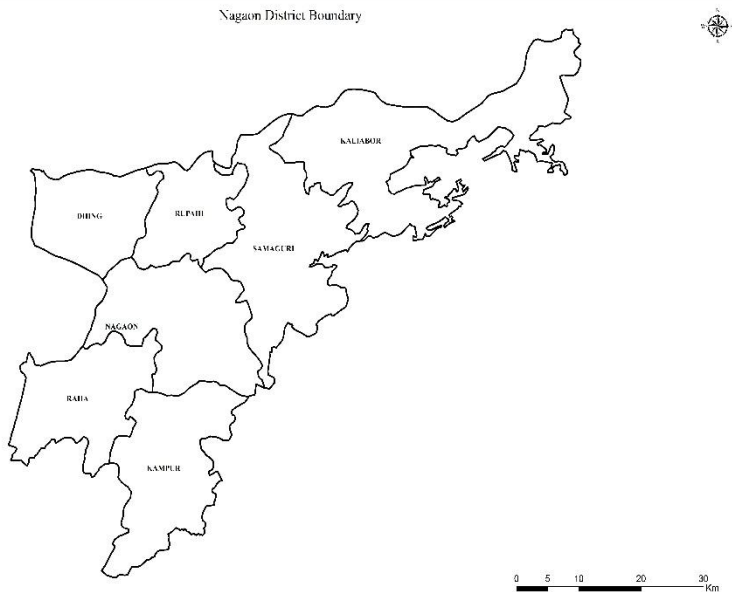 Nagaon District Boundary
KALIABOR
DHING
RUPAHI
SAMAGURI
NAGAON
RAHA
KAMPUR
0 5 10 20 30
Km